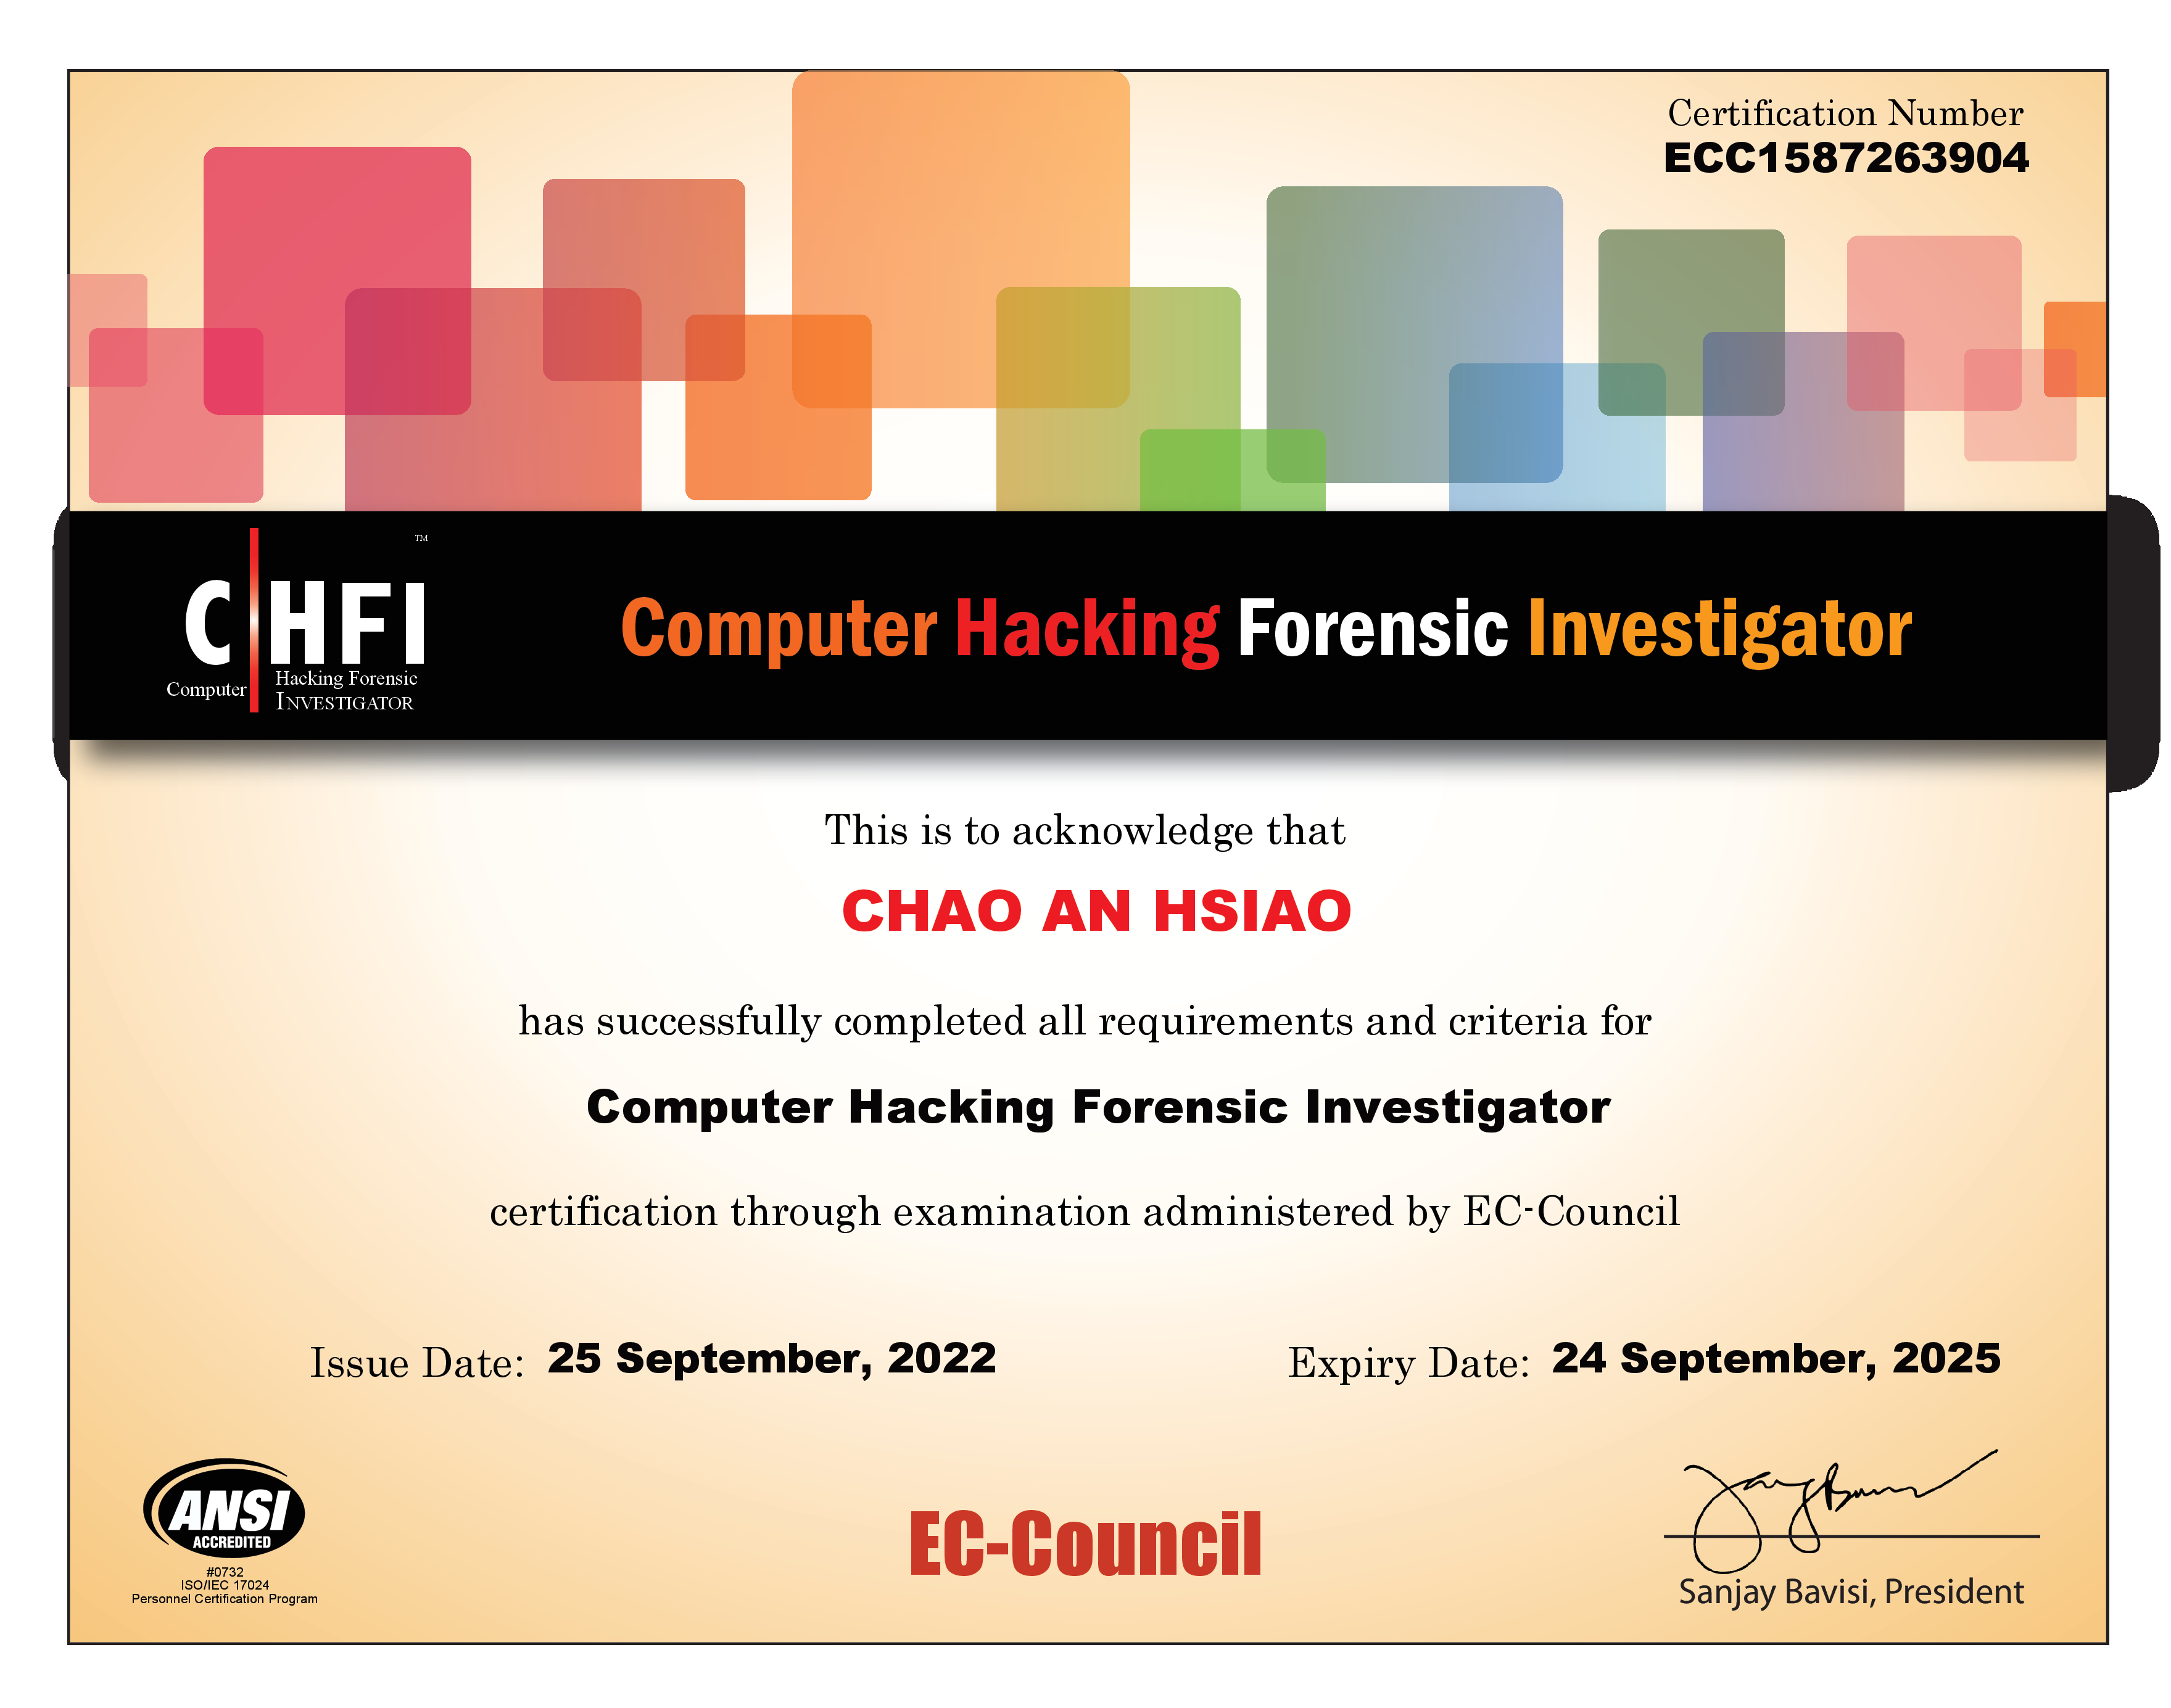 Certification Number
ECC1587263904
CHFI
TM
Computer
Hacking Forensic
INVESTIGATOR
Computer Hacking Forensic Investigator
This is to acknowledge that
CHAO AN HSIAO
has successfully completed all requirements and criteria for
Computer Hacking Forensic Investigator
certification through examination administered by EC-Council
Issue Date: 25 September, 2022
Expiry Date: 24 September, 2025
ANSI
ACCREDITED
#0732
ISO/IEC 17024
Personnel Certification Program
EC-Council
Sanjay Bavisi, President